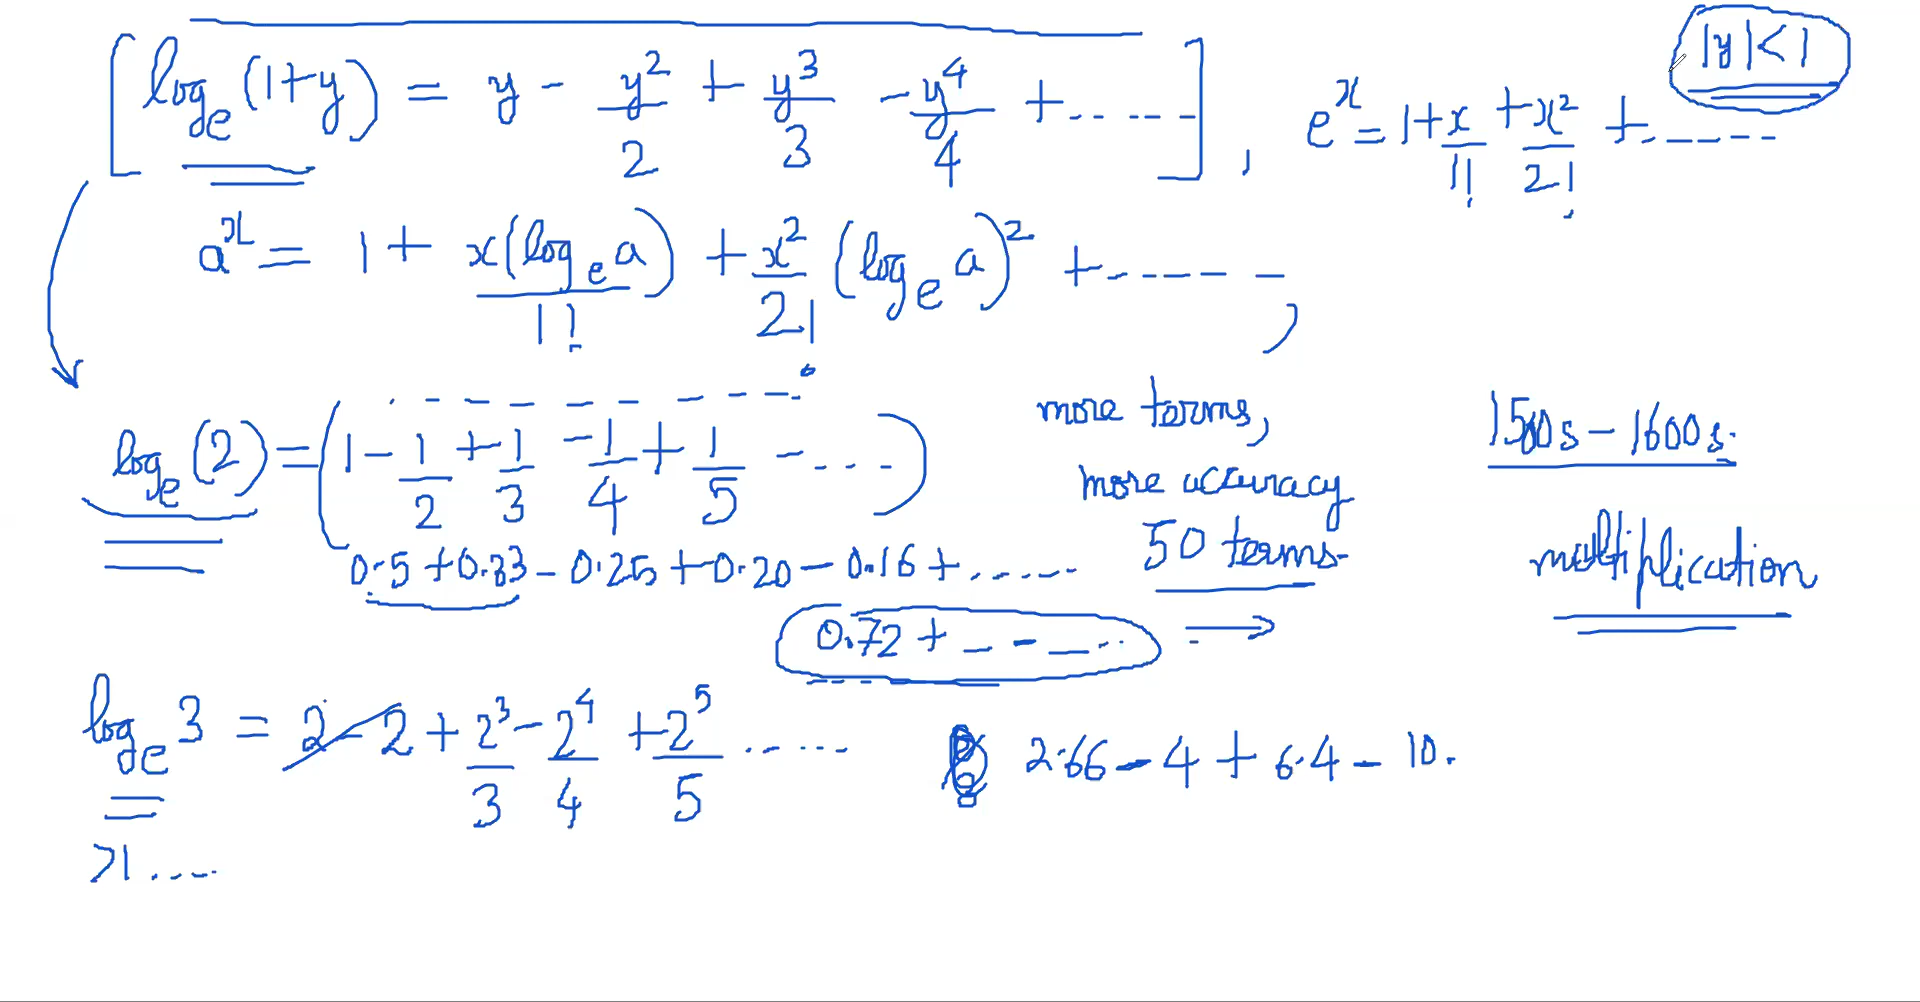 [log_e(1+y) = y - y²/2 + y³/3 - y⁴/4 + ......], e^x = 1 + x/1! + x²/2! + ..... |y|<1
a^x = 1 + x(log_e a)/1! + x²/2! (log_e a)² + ......,
log_e(2) = (1 - 1/2 + 1/3 - 1/4 + 1/5 - ....)
0.5 + 0.33 - 0.25 + 0.20 - 0.16 + ......
0.72 + _ - _ ...
more terms,
more accuracy
50 terms
→
1500s - 1600s.
multiplication
log_e 3 = 2 - 2 + 2³/3 - 2⁴/4 + 2⁵/5 ......
2.66 - 4 + 6.4 - 10.
>1 ....